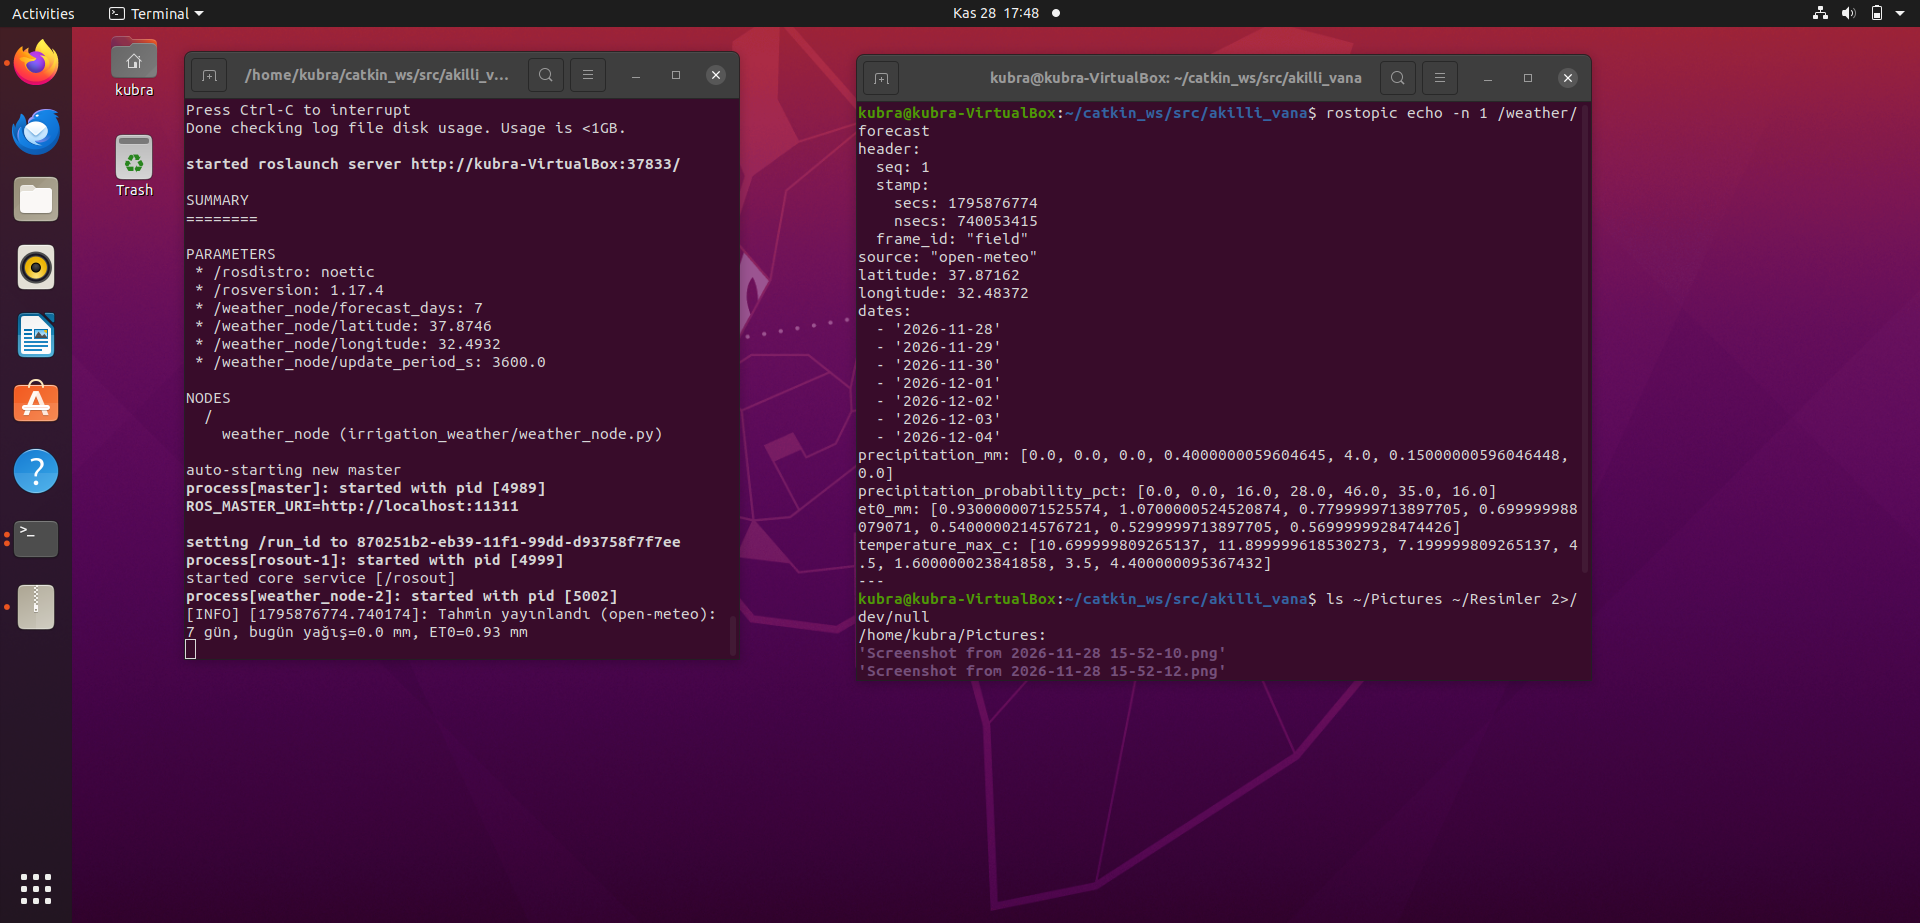 Activities
Terminal
Kas 28 17:48
kubra
Trash
/home/kubra/catkin_ws/src/akilli_v...
Press Ctrl-C to interrupt
Done checking log file disk usage. Usage is <1GB.
started roslaunch server http://kubra-VirtualBox:37833/
SUMMARY
========
PARAMETERS
* /rosdistro: noetic
* /rosversion: 1.17.4
* /weather_node/forecast_days: 7
* /weather_node/latitude: 37.8746
* /weather_node/longitude: 32.4932
* /weather_node/update_period_s: 3600.0
NODES
/
weather_node (irrigation_weather/weather_node.py)
auto-starting new master
process[master]: started with pid [4989]
ROS_MASTER_URI=http://localhost:11311
setting /run_id to 870251b2-eb39-11f1-99dd-d93758f7f7ee
process[rosout-1]: started with pid [4999]
started core service [/rosout]
process[weather_node-2]: started with pid [5002]
[INFO] [1795876774.740174]: Tahmin yayınlandı (open-meteo):
7 gün, bugün yağış=0.0 mm, ET0=0.93 mm
kubra@kubra-VirtualBox: ~/catkin_ws/src/akilli_vana
kubra@kubra-VirtualBox:~/catkin_ws/src/akilli_vana$ rostopic echo -n 1 /weather/
forecast
header:
seq: 1
stamp:
secs: 1795876774
nsecs: 740053415
frame_id: "field"
source: "open-meteo"
latitude: 37.87162
longitude: 32.48372
dates:
- '2026-11-28'
- '2026-11-29'
- '2026-11-30'
- '2026-12-01'
- '2026-12-02'
- '2026-12-03'
- '2026-12-04'
precipitation_mm: [0.0, 0.0, 0.0, 0.4000000059604645, 4.0, 0.15000000596046448,
0.0]
precipitation_probability_pct: [0.0, 0.0, 16.0, 28.0, 46.0, 35.0, 16.0]
et0_mm: [0.9300000071525574, 1.0700000524520874, 0.7799999713897705, 0.699999988
079071, 0.5400000214576721, 0.5299999713897705, 0.5699999928474426]
temperature_max_c: [10.699999809265137, 11.899999618530273, 7.199999809265137, 4
.5, 1.600000023841858, 3.5, 4.400000095367432]
---
kubra@kubra-VirtualBox:~/catkin_ws/src/akilli_vana$ ls ~/Pictures ~/Resimler 2>/
dev/null
/home/kubra/Pictures:
'Screenshot from 2026-11-28 15-52-10.png'
'Screenshot from 2026-11-28 15-52-12.png'